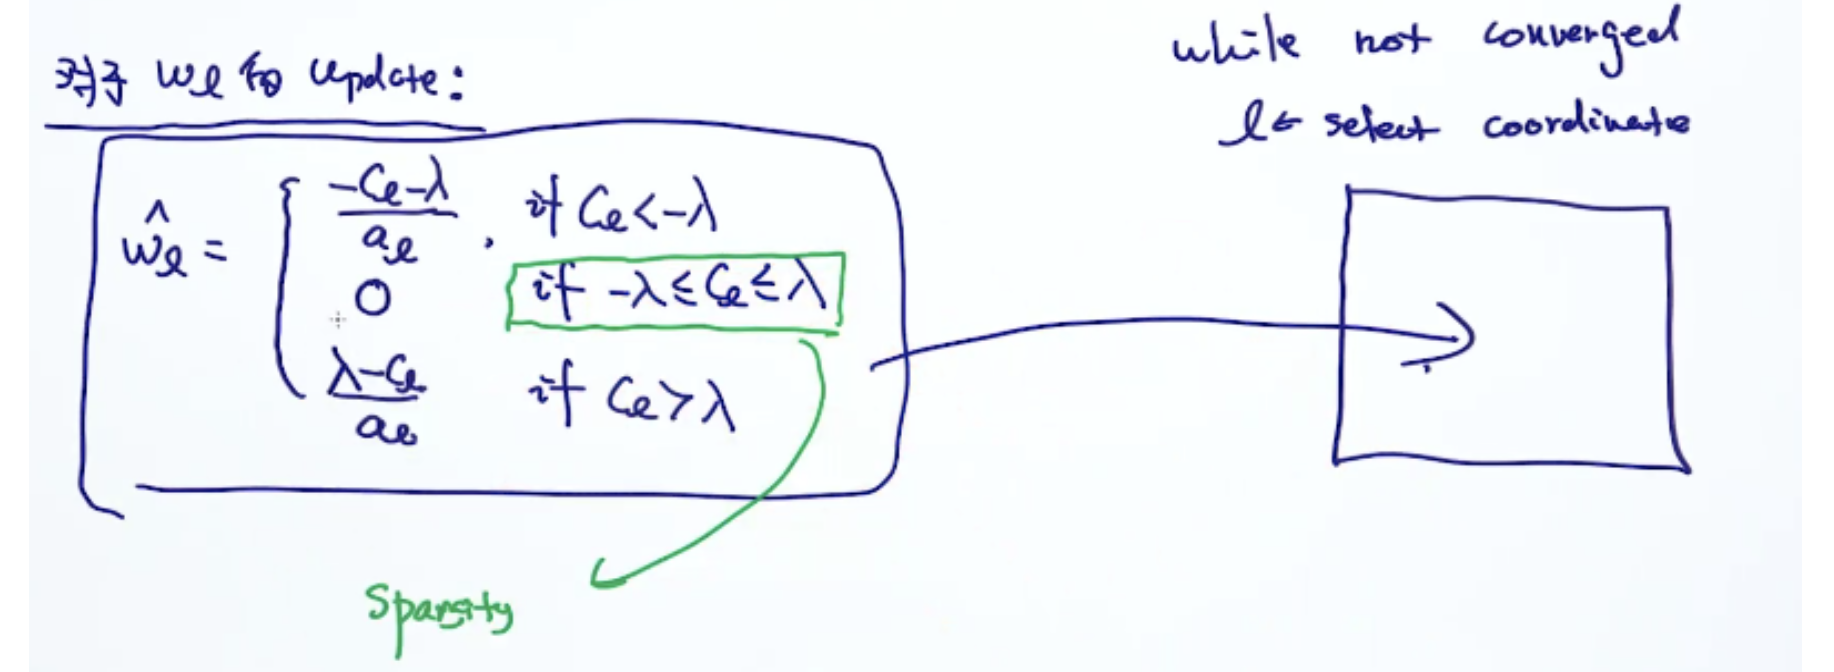 对于 wℓ 的 update:
ŵℓ = { (-Cℓ-λ)/aℓ , if Cℓ < -λ
0 if -λ ≤ Cℓ ≤ λ
(λ-Cℓ)/aℓ if Cℓ > λ
sparsity
while not converged
ℓ ← select coordinate